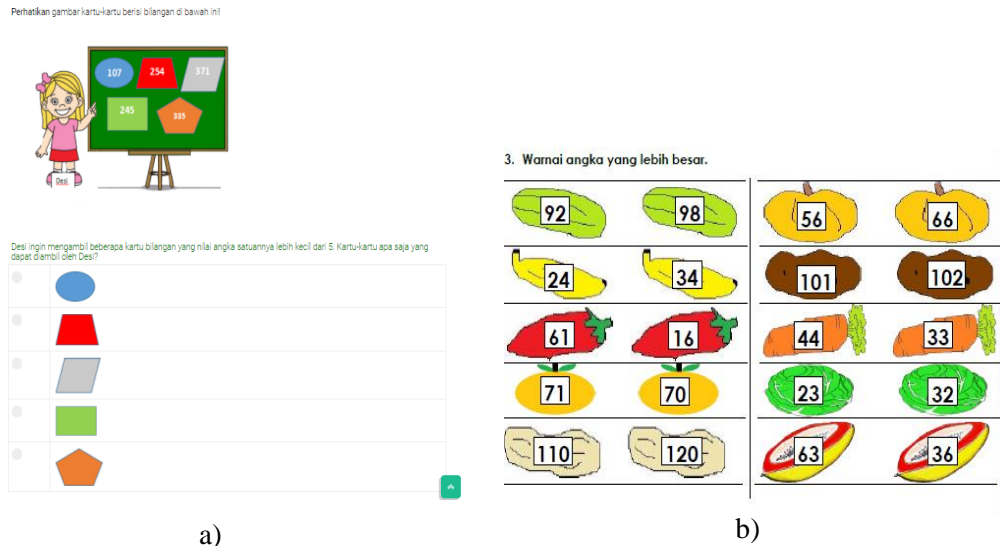 Perhatikan gambar kartu-kartu berisi bilangan di bawah ini!
107 254 371
245 335
Desi
Desi ingin mengambil beberapa kartu bilangan yang nilai angka satuannya lebih kecil dari 5. Kartu-kartu apa saja yang
dapat diambil oleh Desi?
a)
3. Warnai angka yang lebih besar.
92 98 56 66
24 34 101 102
61 16 44 33
71 70 23 32
110 120 63 36
b)